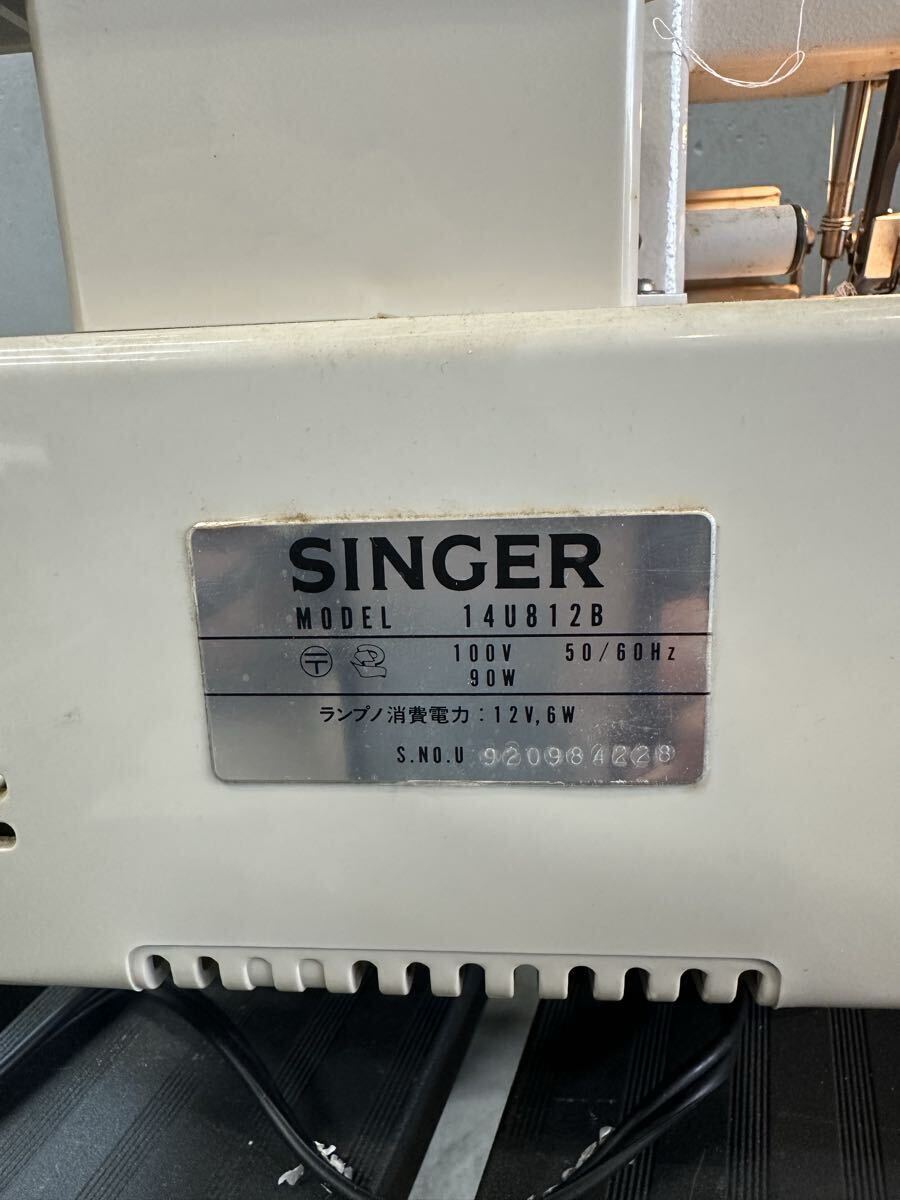 SINGER
MODEL 14U812B
〒 100V 50/60Hz
90W
ランプノ消費電力：12V,6W
S.NO.U 920984228